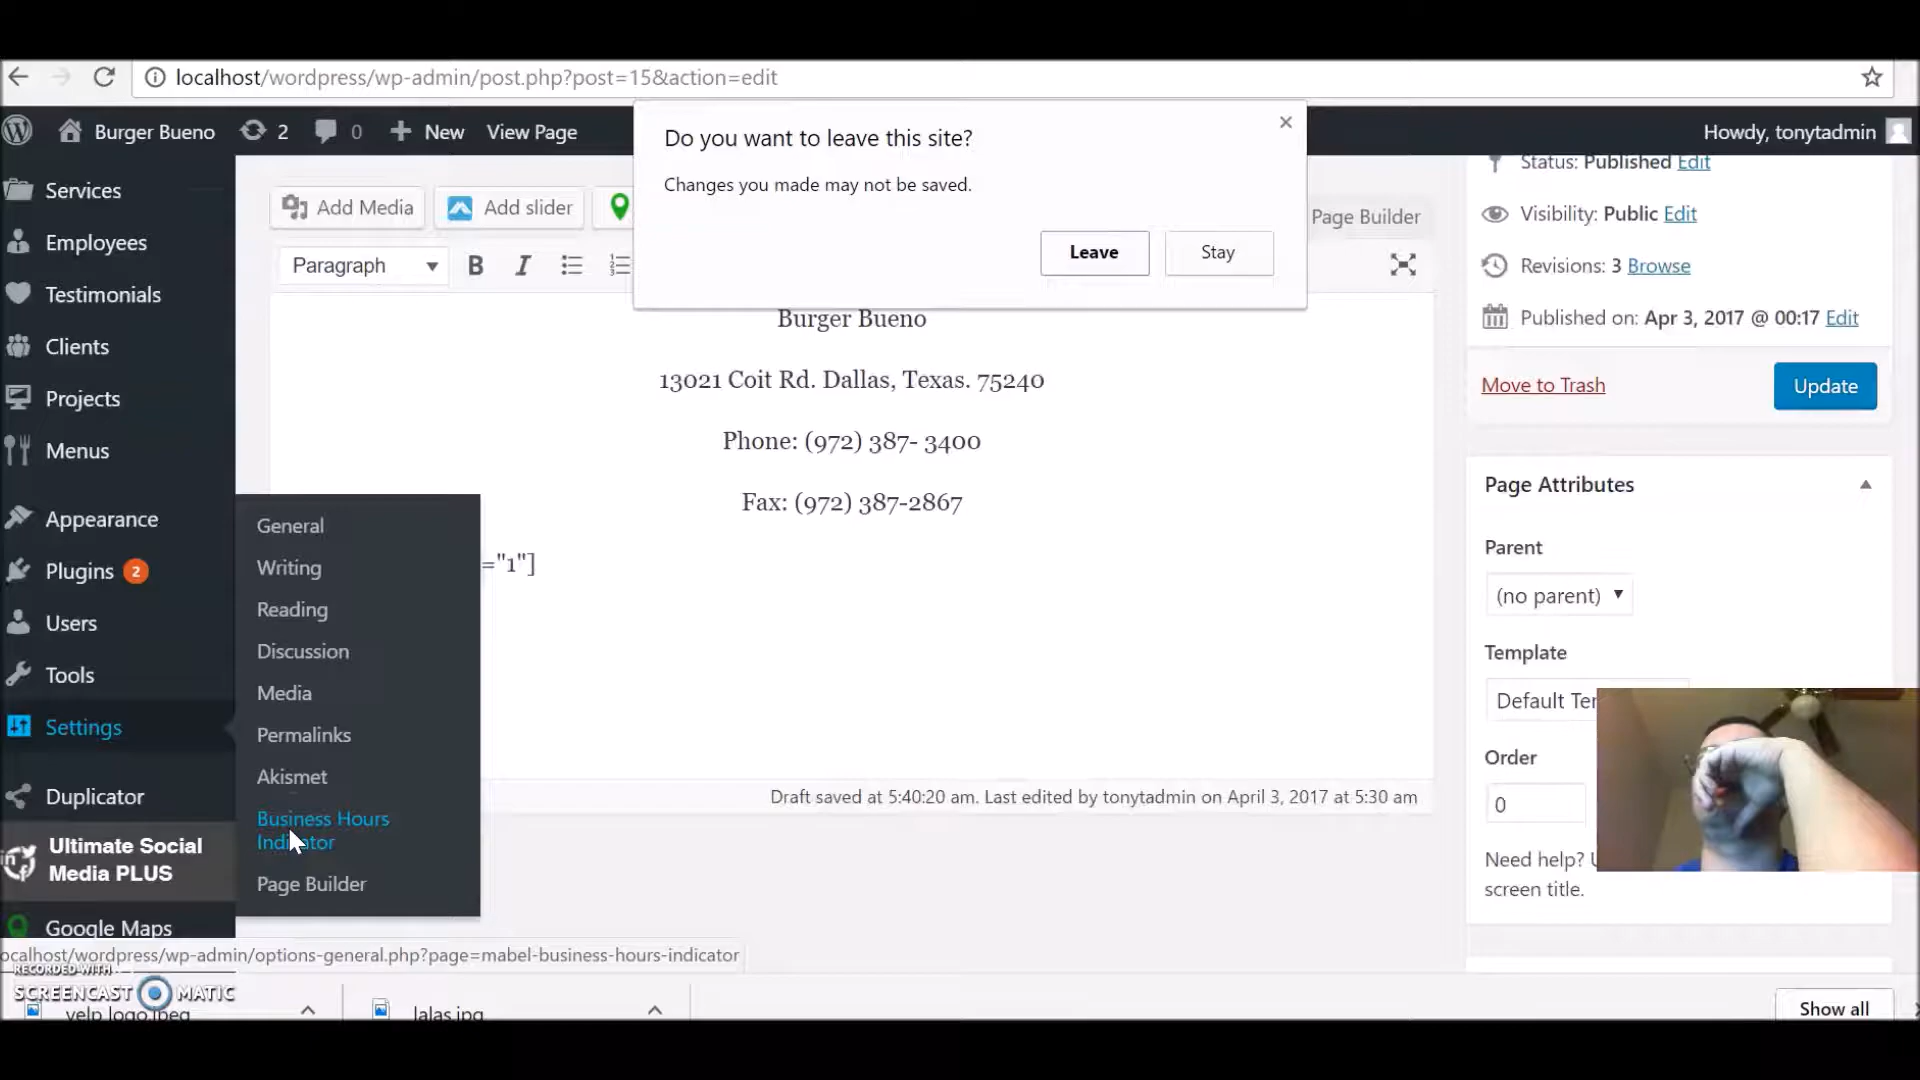 localhost/wordpress/wp-admin/post.php?post=15&action=edit
Burger Bueno
2
0
New
View Page
Howdy, tonytadmin
Do you want to leave this site?
Changes you made may not be saved.
Leave
Stay
Services
Employees
Testimonials
Clients
Projects
Menus
Appearance
Plugins 2
Users
Tools
Settings
Duplicator
Ultimate Social
Media PLUS
Google Maps
General
Writing
Reading
Discussion
Media
Permalinks
Akismet
Business Hours
Indicator
Page Builder
Add Media
Add slider
Page Builder
Paragraph
B
I
Burger Bueno
13021 Coit Rd. Dallas, Texas. 75240
Phone: (972) 387- 3400
Fax: (972) 387-2867
="1"]
Draft saved at 5:40:20 am. Last edited by tonytadmin on April 3, 2017 at 5:30 am
Status: Published Edit
Visibility: Public Edit
Revisions: 3 Browse
Published on: Apr 3, 2017 @ 00:17 Edit
Move to Trash
Update
Page Attributes
Parent
(no parent)
Template
Default Ter
Order
0
Need help? U
screen title.
ocalhost/wordpress/wp-admin/options-general.php?page=mabel-business-hours-indicator
RECORDED WITH
SCREENCAST MATIC
yelp logo.jpeg
lalas.jpg
Show all